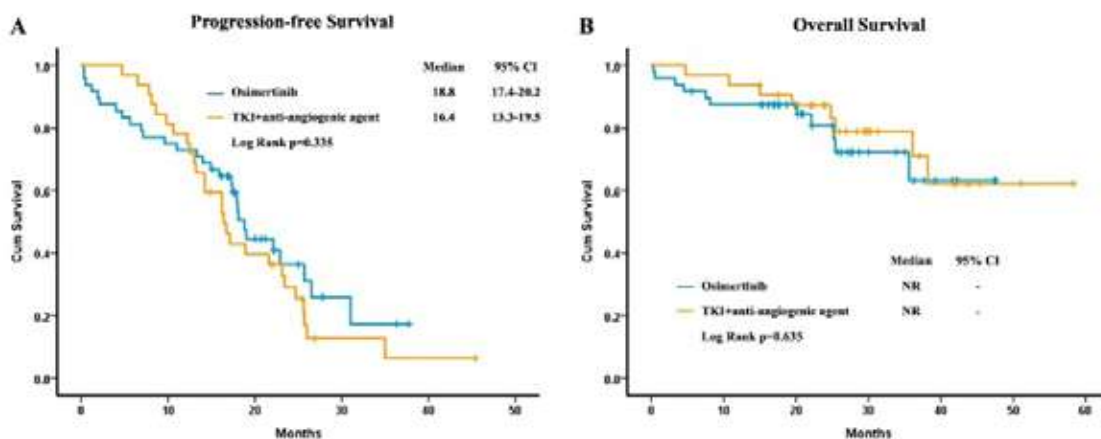 A
Progression-free Survival
Median 95% CI
Osimertinib 18.8 17.4-20.2
TKI+anti-angiogenic agent 16.4 13.3-19.5
Log Rank p=0.335
Cum Survival
1.0
0.8
0.6
0.4
0.2
0.0
0 10 20 30 40 50
Months
B
Overall Survival
Cum Survival
1.0
0.8
0.6
0.4
0.2
0.0
Median 95% CI
Osimertinib NR -
TKI+anti-angiogenic agent NR -
Log Rank p=0.635
0 10 20 30 40 50 60
Months